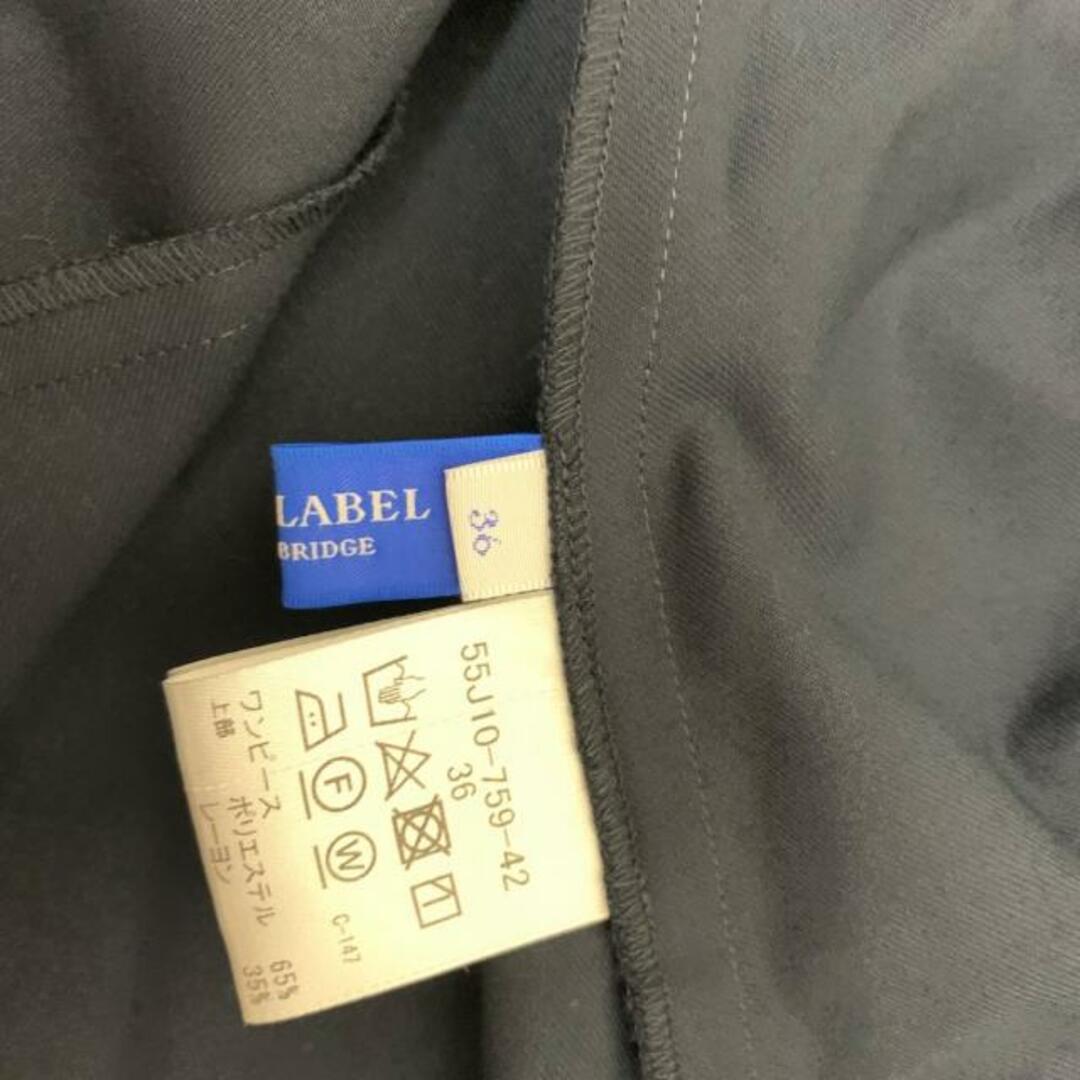 LABEL
BRIDGE
36
55J10-759-42
36
F
W
C-147
ワンピース
上部
ポリエステル 65%
レーヨン 35%